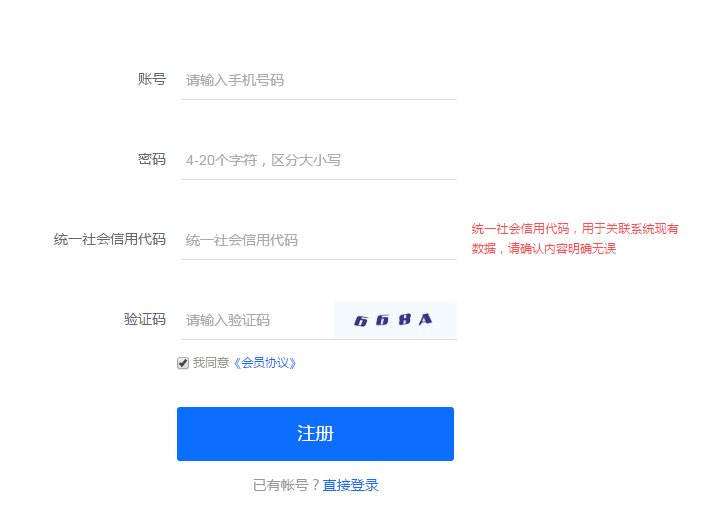 账号 请输入手机号码
密码 4-20个字符，区分大小写
统一社会信用代码 统一社会信用代码 统一社会信用代码，用于关联系统现有
数据，请确认内容明确无误
验证码 请输入验证码 668A
我同意《会员协议》
注册
已有帐号？直接登录